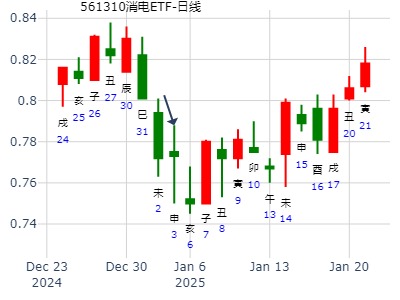 561310消电ETF-日线
0.84
0.82
0.8
0.78
0.76
0.74
戌
24
亥
25
子
26
丑
27
辰
30
巳
31
未
2
申
3
亥
6
子
7
丑
8
寅
9
卯
10
午
13
未
14
申
15
酉
16
戌
17
丑
20
寅
21
Dec 23
2024
Dec 30
Jan 6
2025
Jan 13
Jan 20